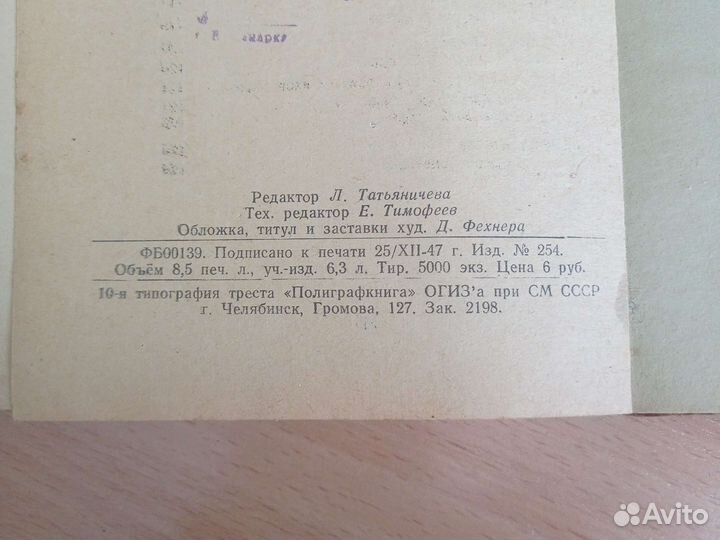 Редактор Л. Татьяничева
Тех. редактор Е. Тимофеев
Обложка, титул и заставки худ. Д. Фехнера
ФБ00139. Подписано к печати 25/XII-47 г. Изд. № 254.
Объём 8,5 печ. л., уч.-изд. 6,3 л. Тир. 5000 экз. Цена 6 руб.
10-я типография треста «Полиграфкнига» ОГИЗ'а при СМ СССР
г. Челябинск, Громова, 127. Зак. 2198.
Avito